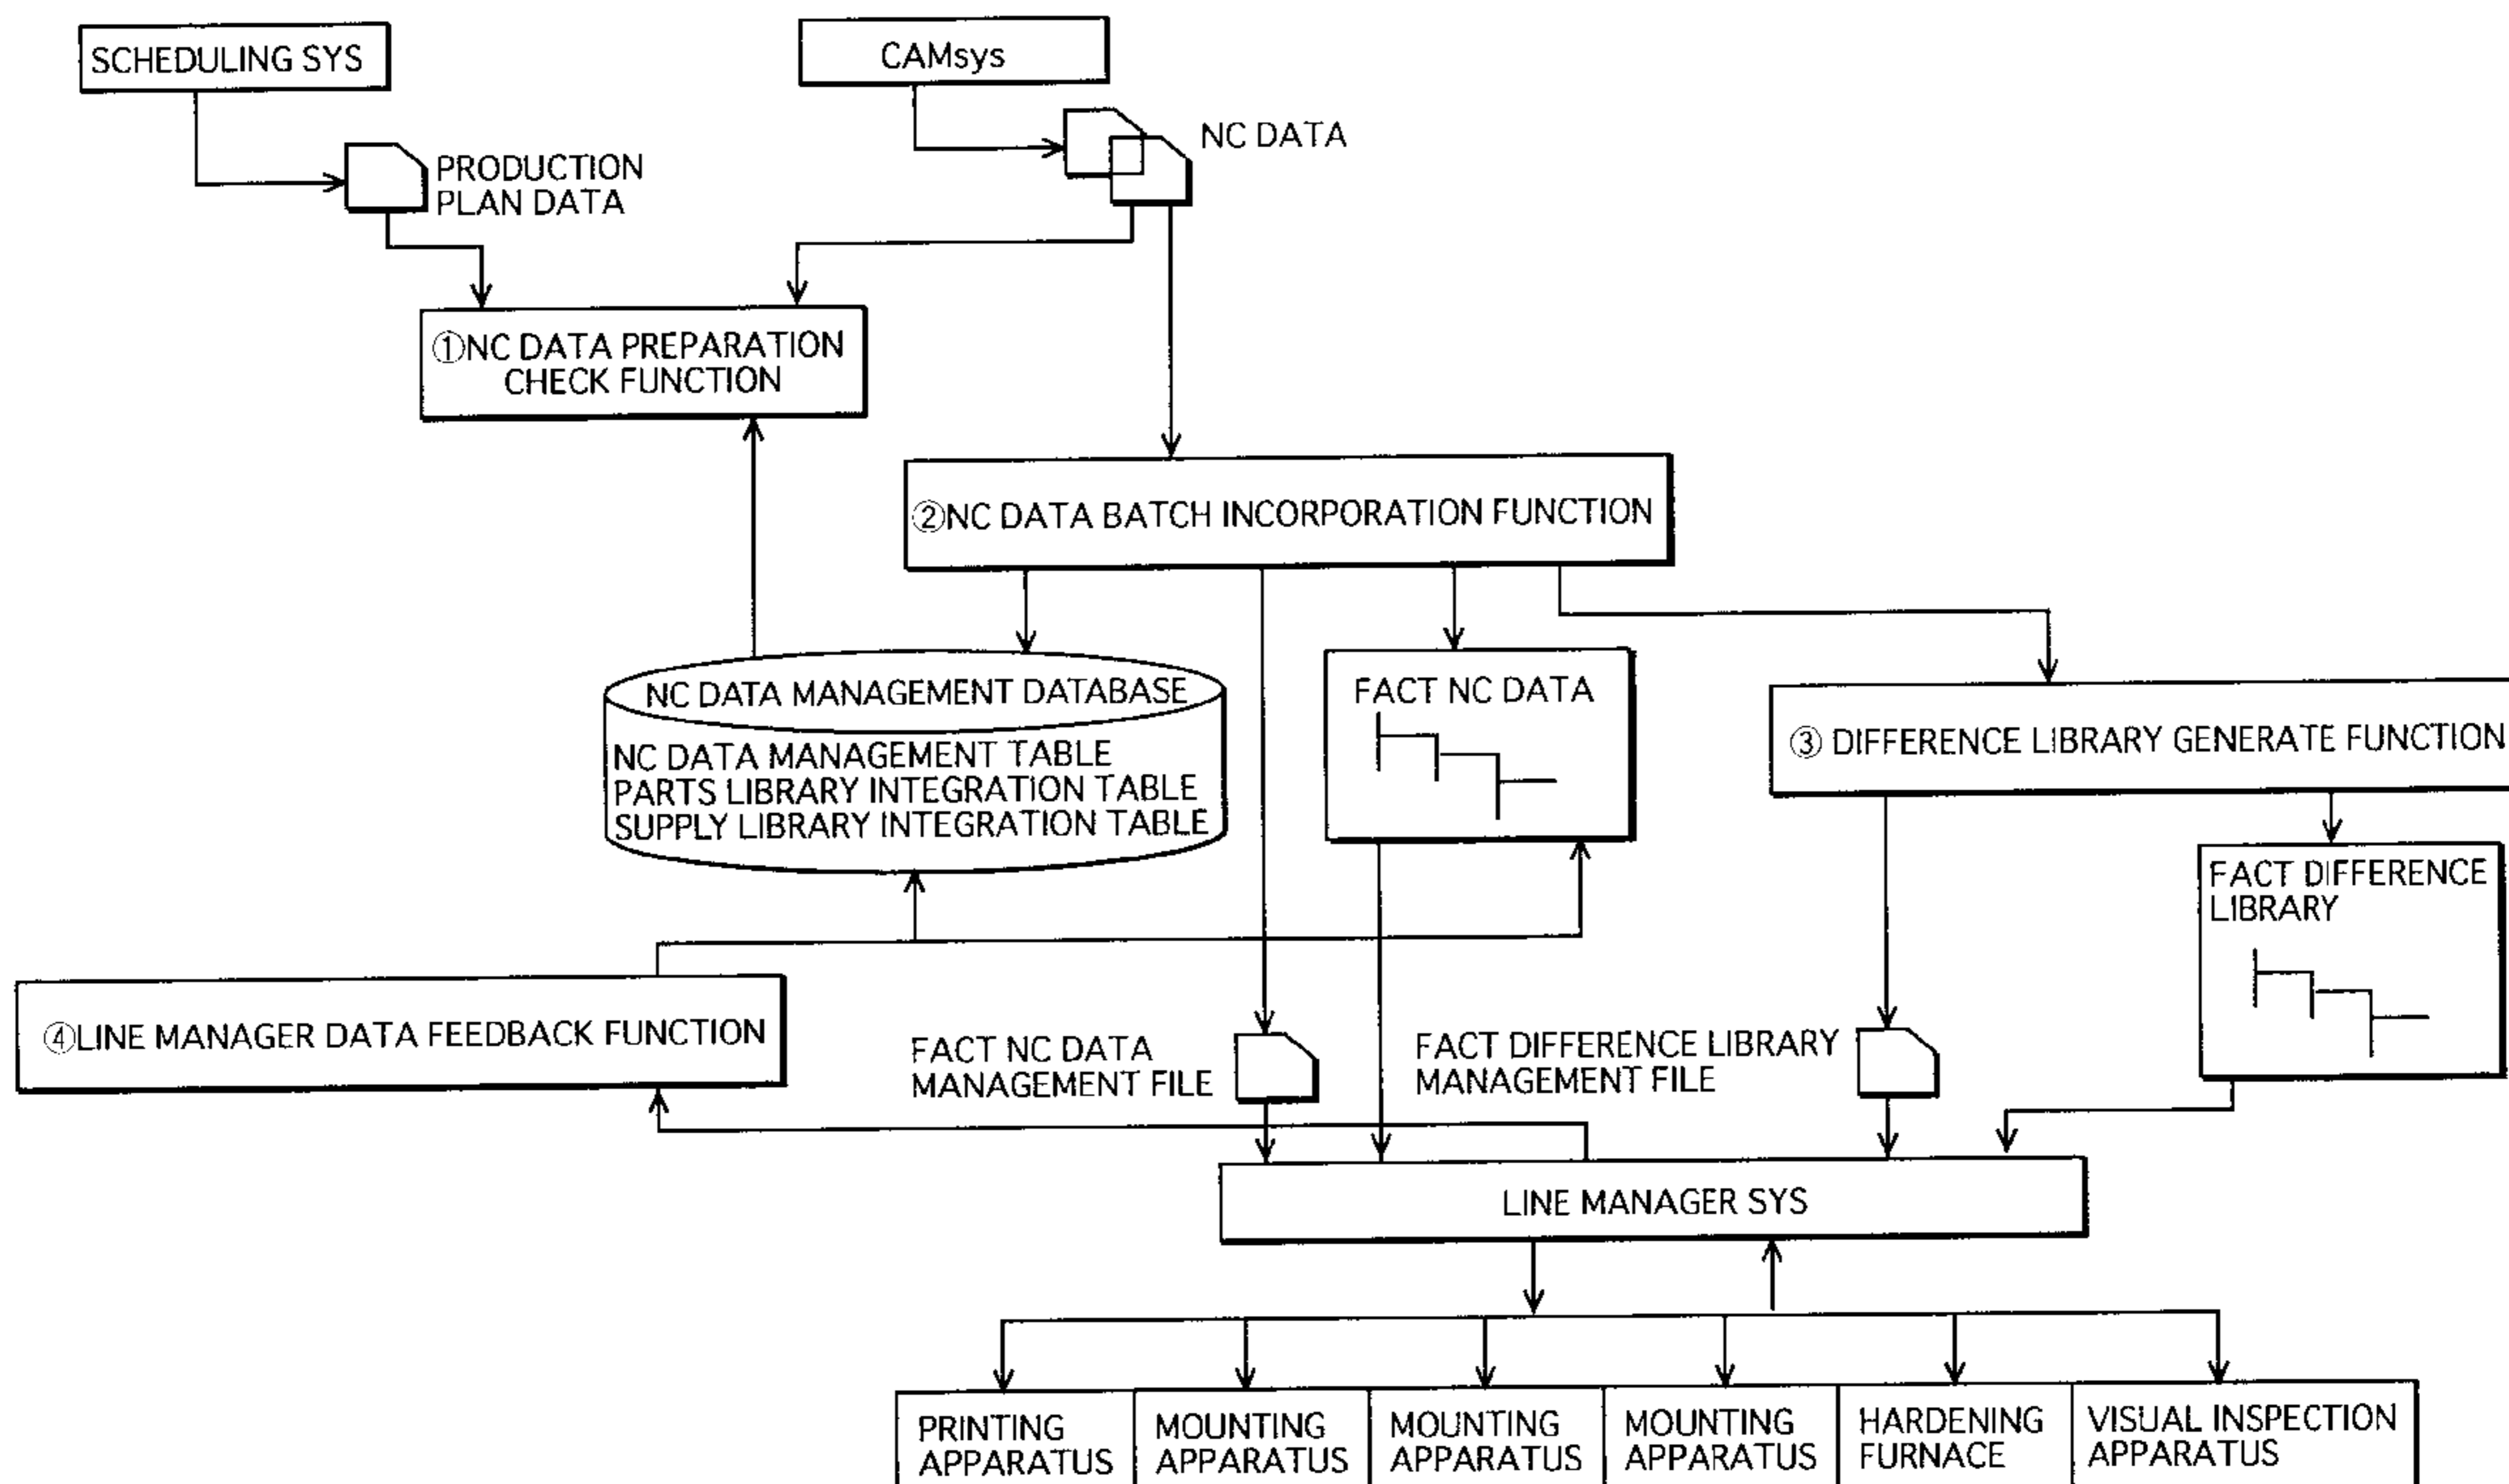 SCHEDULING SYS
CAMsys
NC DATA
PRODUCTION
PLAN DATA
①NC DATA PREPARATION
CHECK FUNCTION
②NC DATA BATCH INCORPORATION FUNCTION
NC DATA MANAGEMENT DATABASE
NC DATA MANAGEMENT TABLE
PARTS LIBRARY INTEGRATION TABLE
SUPPLY LIBRARY INTEGRATION TABLE
FACT NC DATA
③ DIFFERENCE LIBRARY GENERATE FUNCTION
FACT DIFFERENCE
LIBRARY
④LINE MANAGER DATA FEEDBACK FUNCTION
FACT NC DATA
MANAGEMENT FILE
FACT DIFFERENCE LIBRARY
MANAGEMENT FILE
LINE MANAGER SYS
PRINTING
APPARATUS
MOUNTING
APPARATUS
MOUNTING
APPARATUS
MOUNTING
APPARATUS
HARDENING
FURNACE
VISUAL INSPECTION
APPARATUS